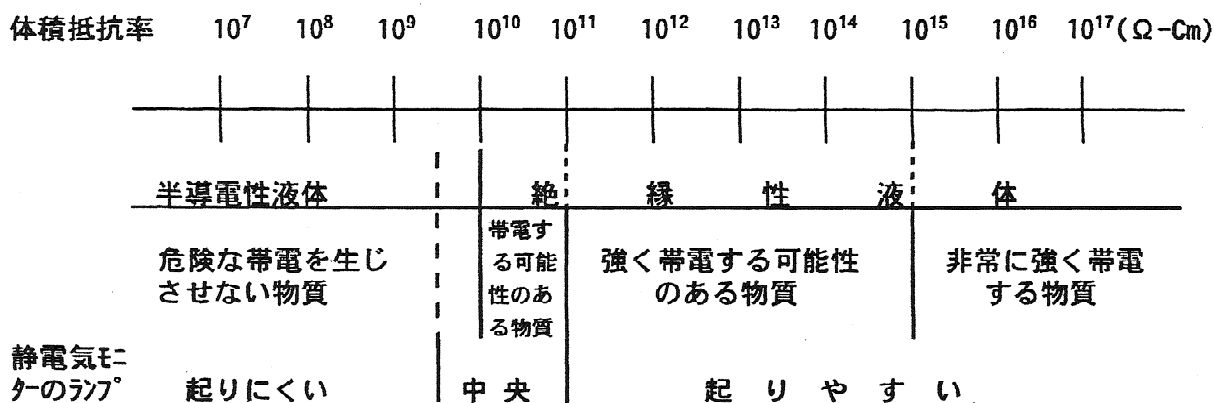 体積抵抗率 10⁷ 10⁸ 10⁹ 10¹⁰ 10¹¹ 10¹² 10¹³ 10¹⁴ 10¹⁵ 10¹⁶ 10¹⁷(Ω-Cm)
半導電性液体 絶縁性液体
危険な帯電を生じ
させない物質
帯電す
る可能
性のあ
る物質
強く帯電する可能性
のある物質
非常に強く帯電
する物質
静電気ﾓﾆ
ﾀｰのﾗﾝﾌﾟ 起りにくい 中央 起りやすい